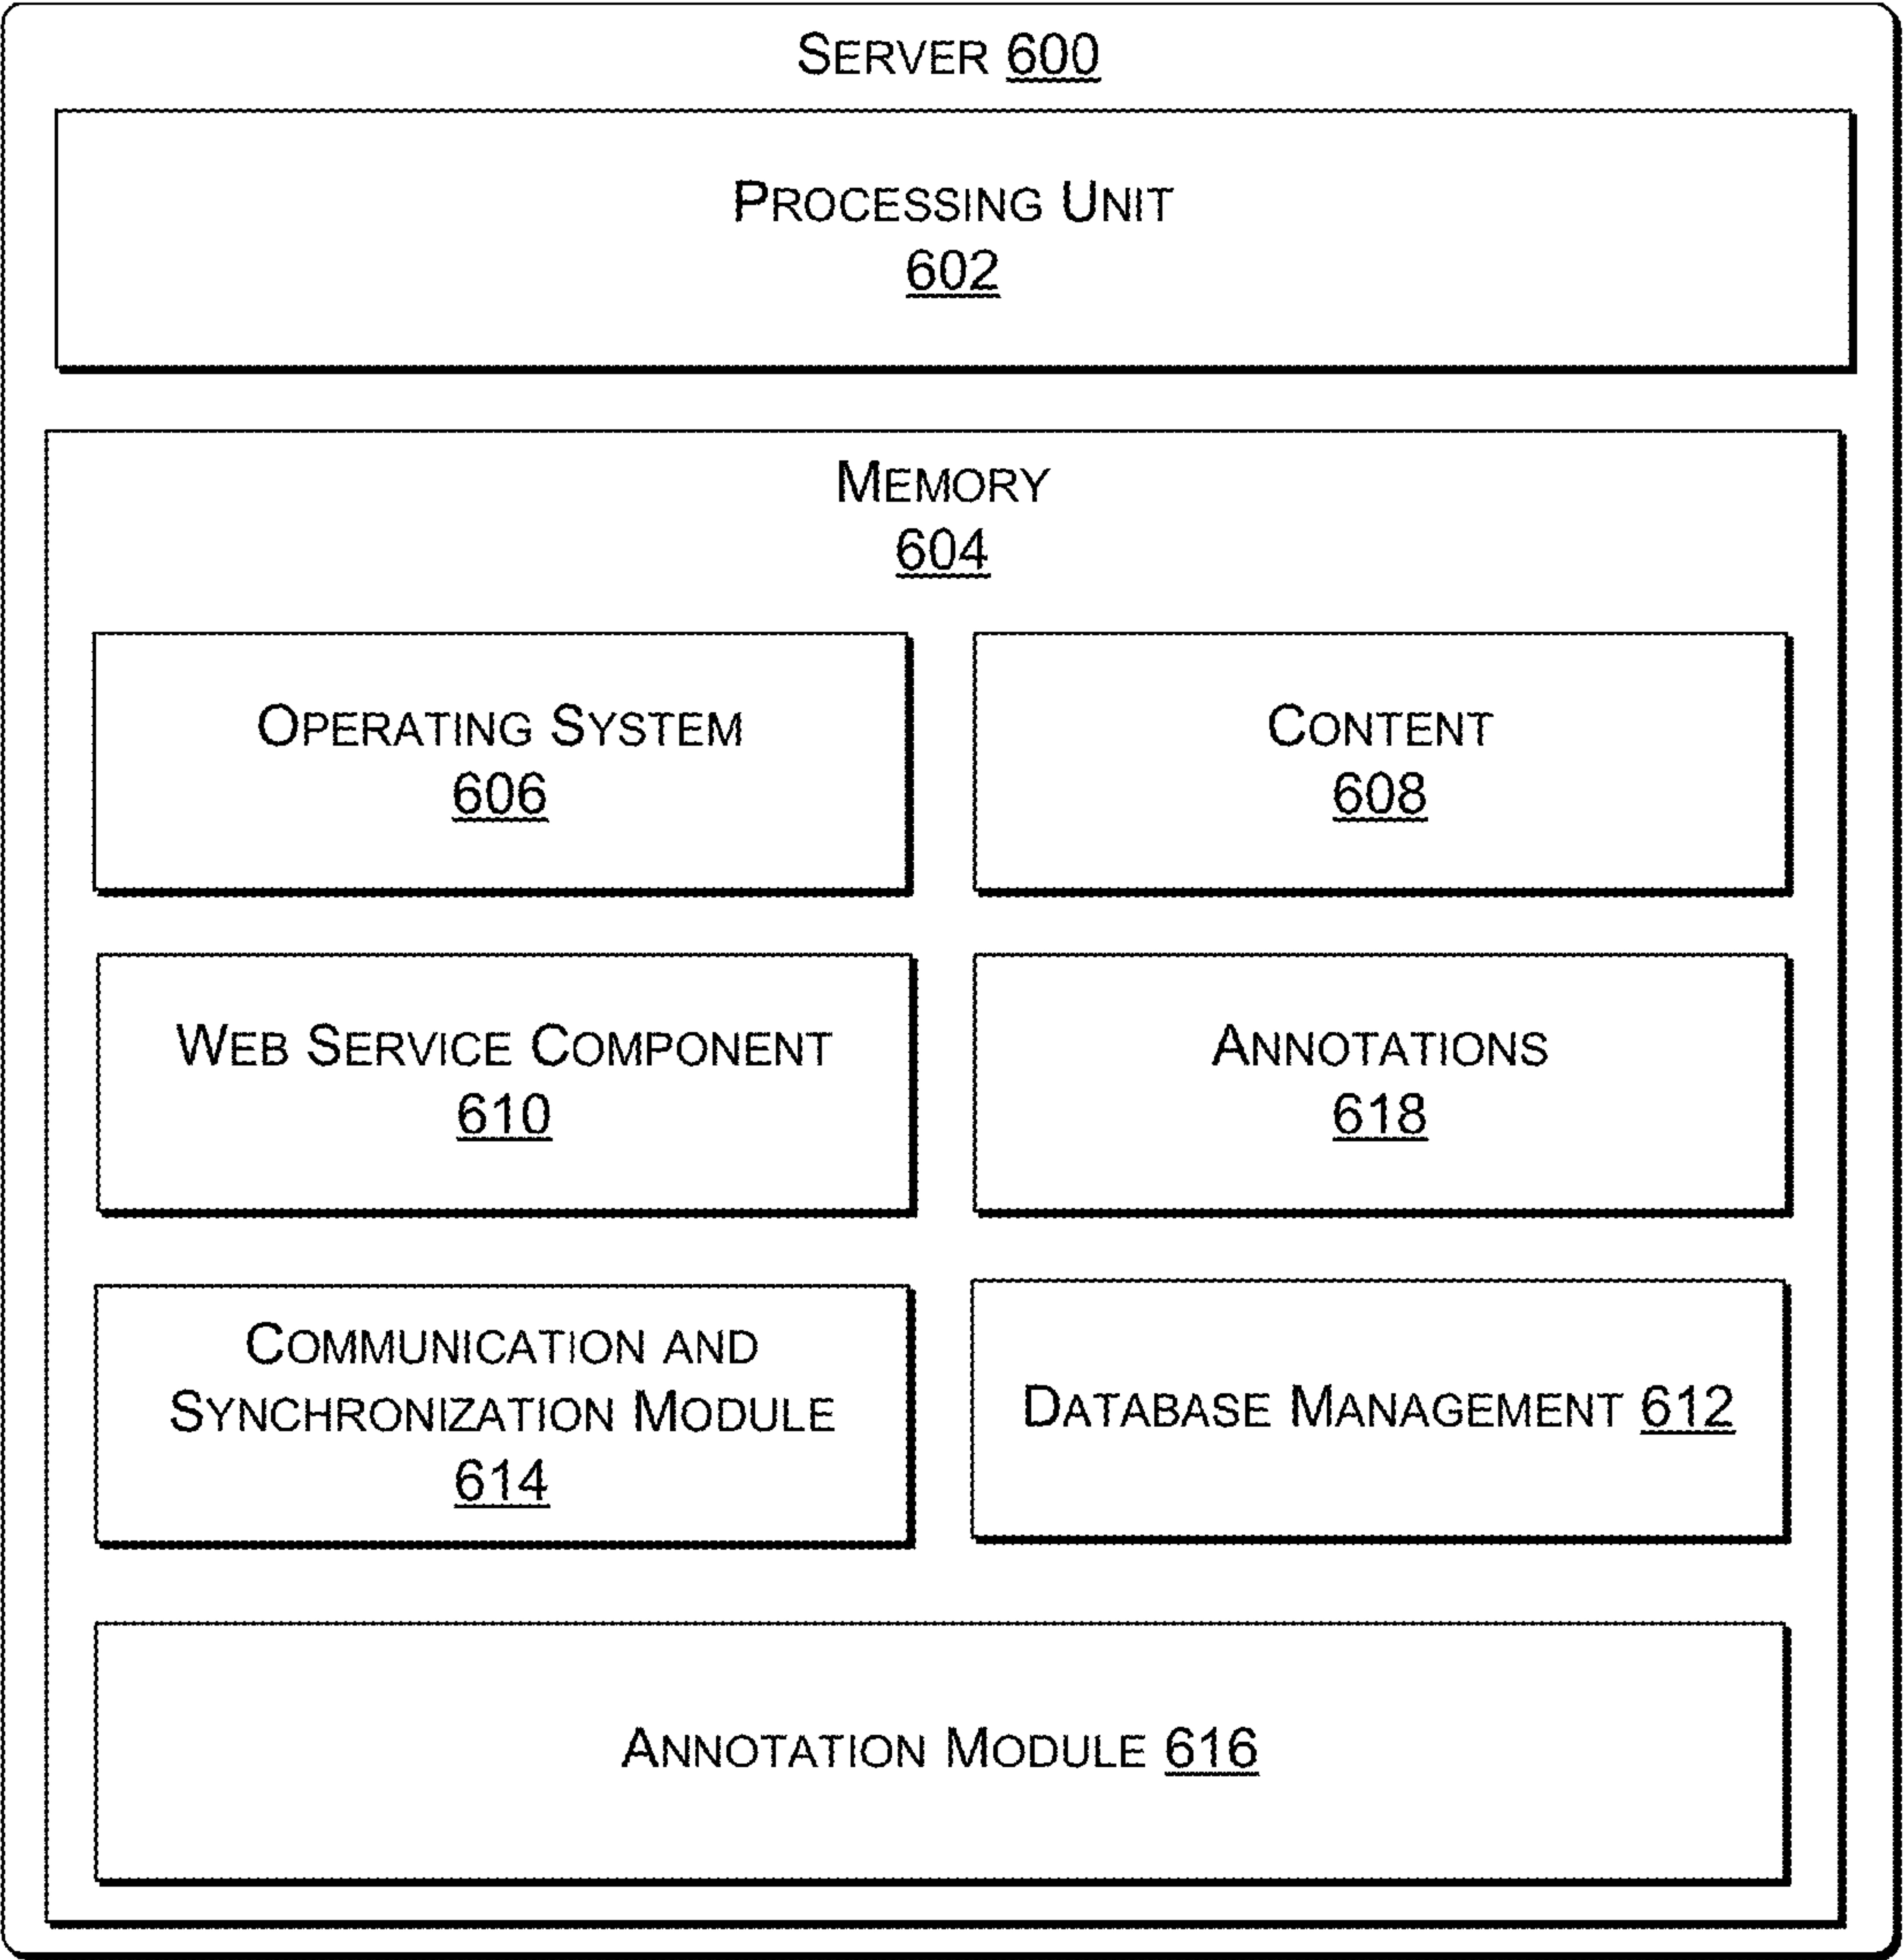 SERVER 600
PROCESSING UNIT
602
MEMORY
604
OPERATING SYSTEM
606
CONTENT
608
WEB SERVICE COMPONENT
610
ANNOTATIONS
618
COMMUNICATION AND
SYNCHRONIZATION MODULE
614
DATABASE MANAGEMENT 612
ANNOTATION MODULE 616